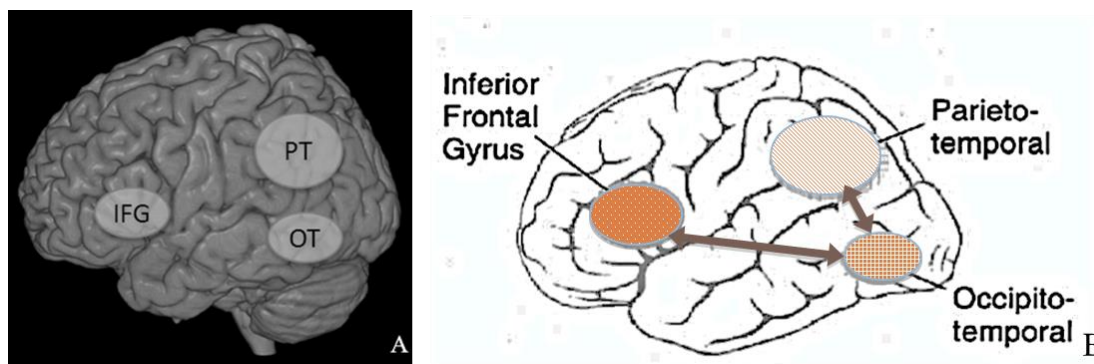 PT
IFG
OT
A
Inferior
Frontal
Gyrus
Parieto-
temporal
Occipito-
temporal